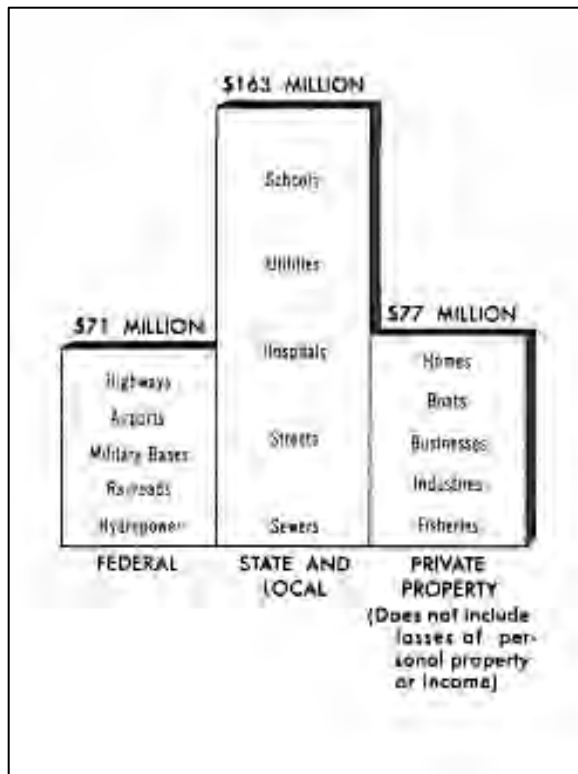 $163 MILLION
Schools
Utilities
Hospitals
Streets
Sewers
$71 MILLION
Highways
Airports
Military Bases
Railroads
Hydropower
$77 MILLION
Homes
Boats
Businesses
Industries
Fisheries
FEDERAL
STATE AND
LOCAL
PRIVATE
PROPERTY
(Does not include
losses of per-
sonal property
or income)